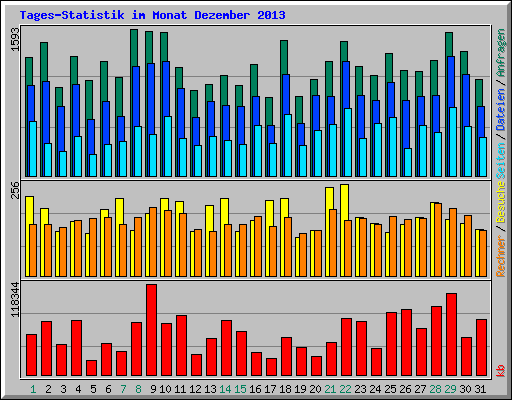 Tages-Statistik im Monat Dezember 2013
1593
256
118344
Rechner / Besuche Seiten / Dateien / Anfragen
kb
1 2 3 4 5 6 7 8 9 10 11 12 13 14 15 16 17 18 19 20 21 22 23 24 25 26 27 28 29 30 31